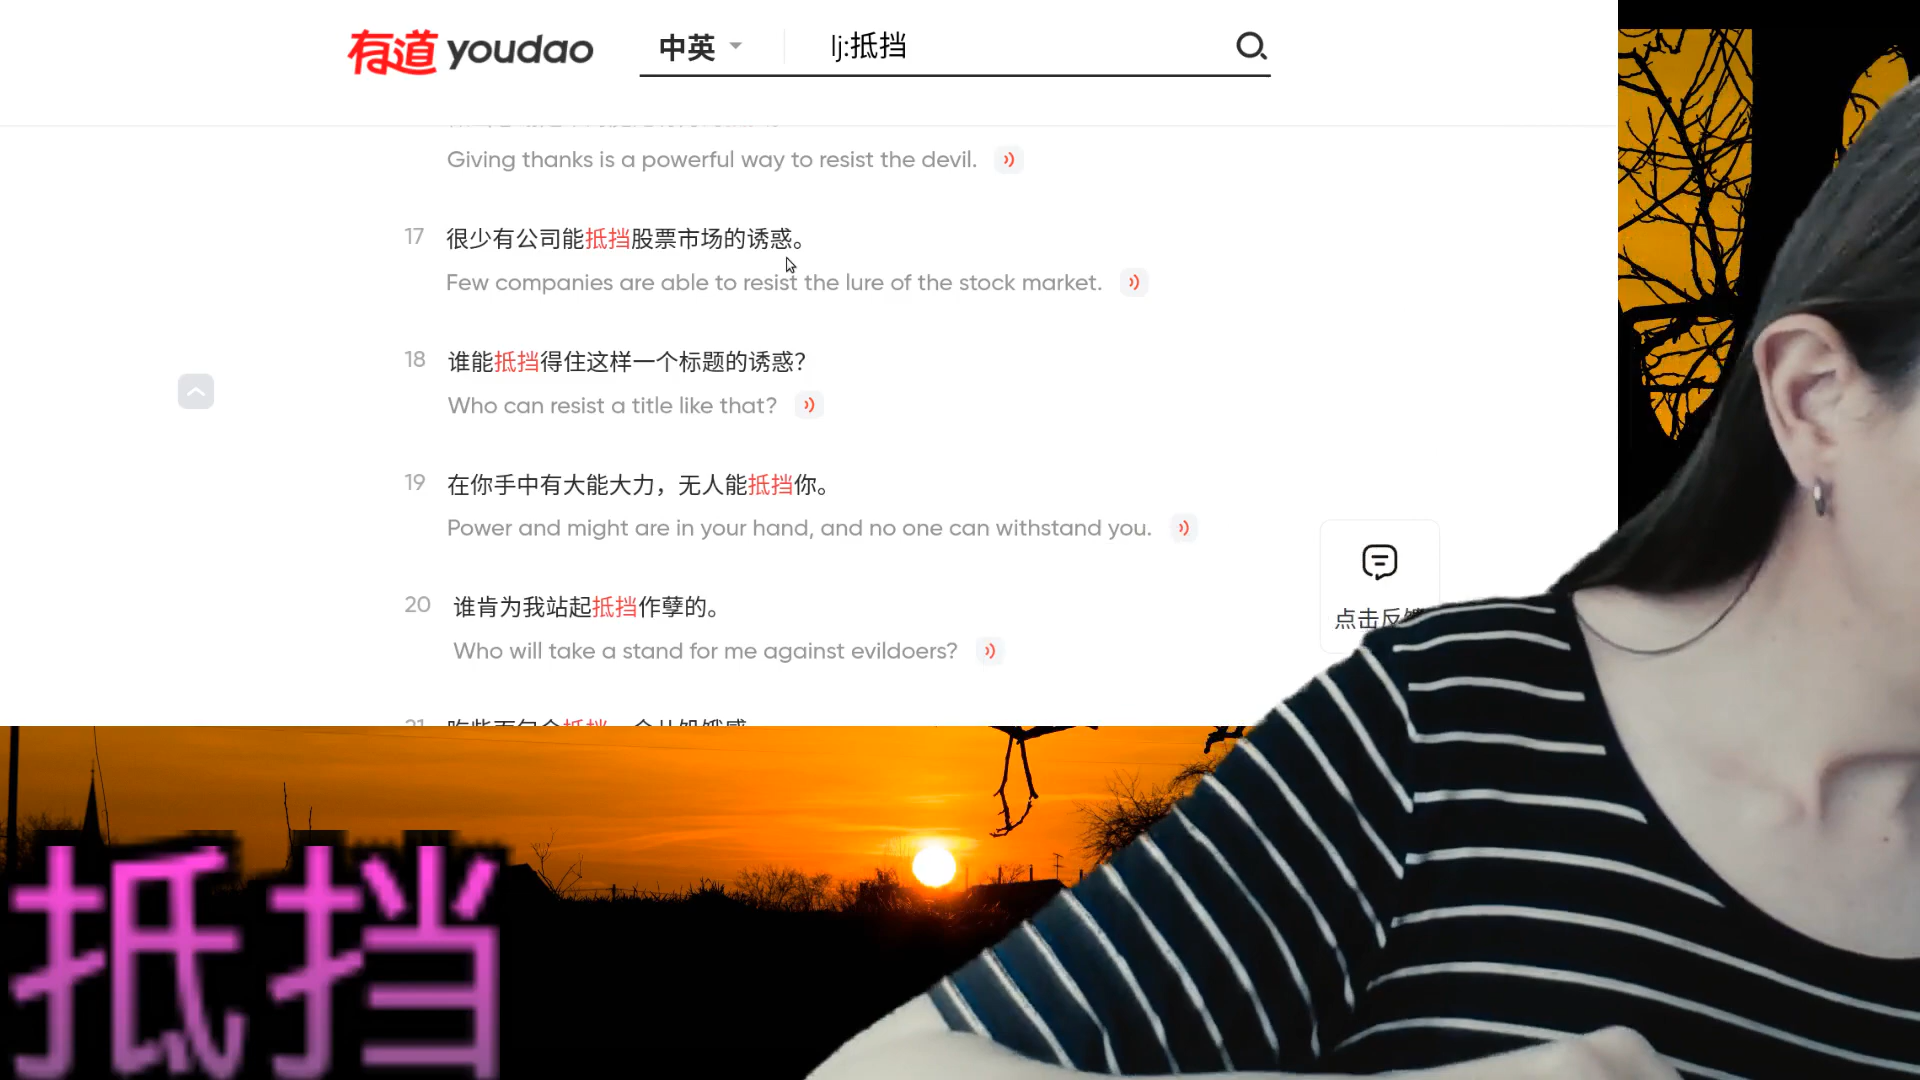 有道 youdao
中英
lj:抵挡
Giving thanks is a powerful way to resist the devil.
17 很少有公司能抵挡股票市场的诱惑。
Few companies are able to resist the lure of the stock market.
18 谁能抵挡得住这样一个标题的诱惑?
Who can resist a title like that?
19 在你手中有大能大力，无人能抵挡你。
Power and might are in your hand, and no one can withstand you.
20 谁肯为我站起抵挡作孽的。
Who will take a stand for me against evildoers?
点击反
抵挡